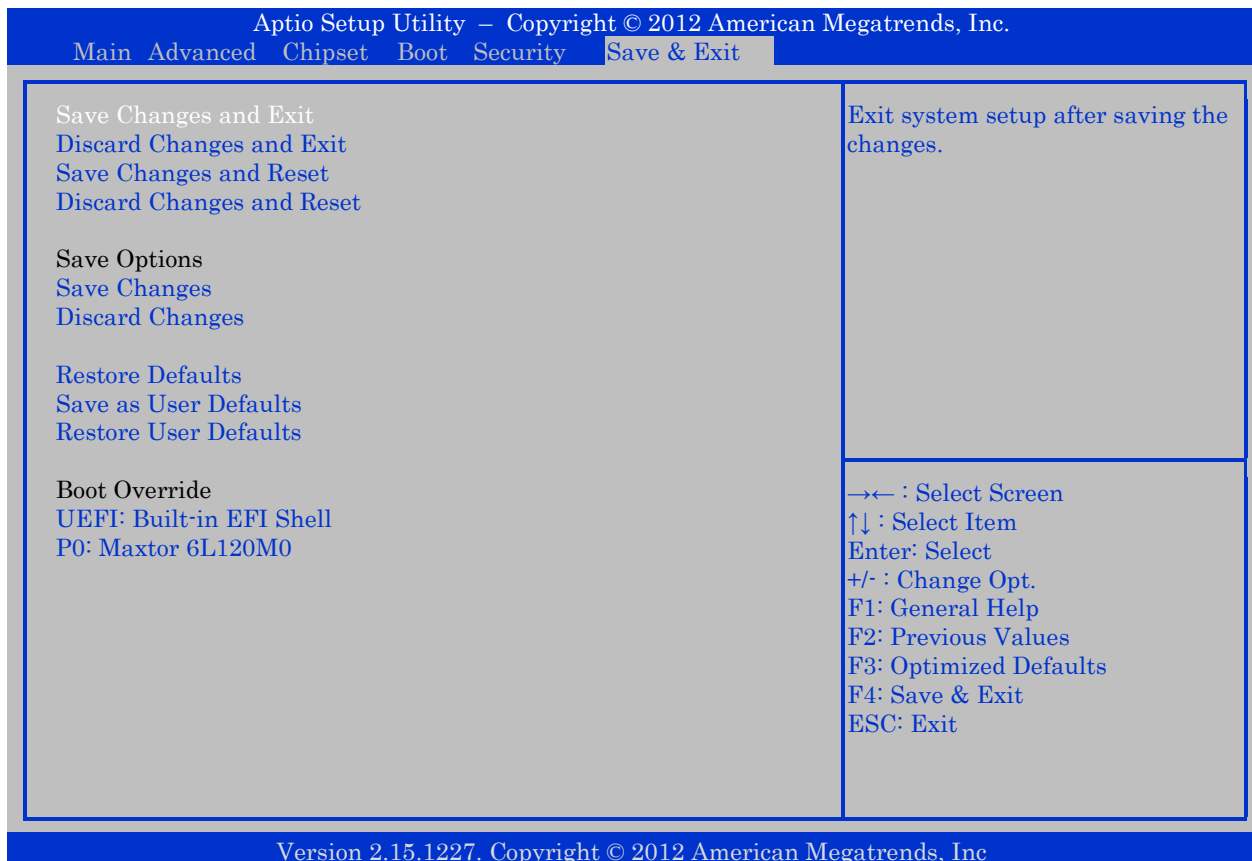 Aptio Setup Utility – Copyright © 2012 American Megatrends, Inc.
Main Advanced Chipset Boot Security Save & Exit
Save Changes and Exit
Discard Changes and Exit
Save Changes and Reset
Discard Changes and Reset
Save Options
Save Changes
Discard Changes
Restore Defaults
Save as User Defaults
Restore User Defaults
Boot Override
UEFI: Built-in EFI Shell
P0: Maxtor 6L120M0
Exit system setup after saving the
changes.
→← : Select Screen
↑↓ : Select Item
Enter: Select
+/- : Change Opt.
F1: General Help
F2: Previous Values
F3: Optimized Defaults
F4: Save & Exit
ESC: Exit
Version 2.15.1227. Copyright © 2012 American Megatrends, Inc